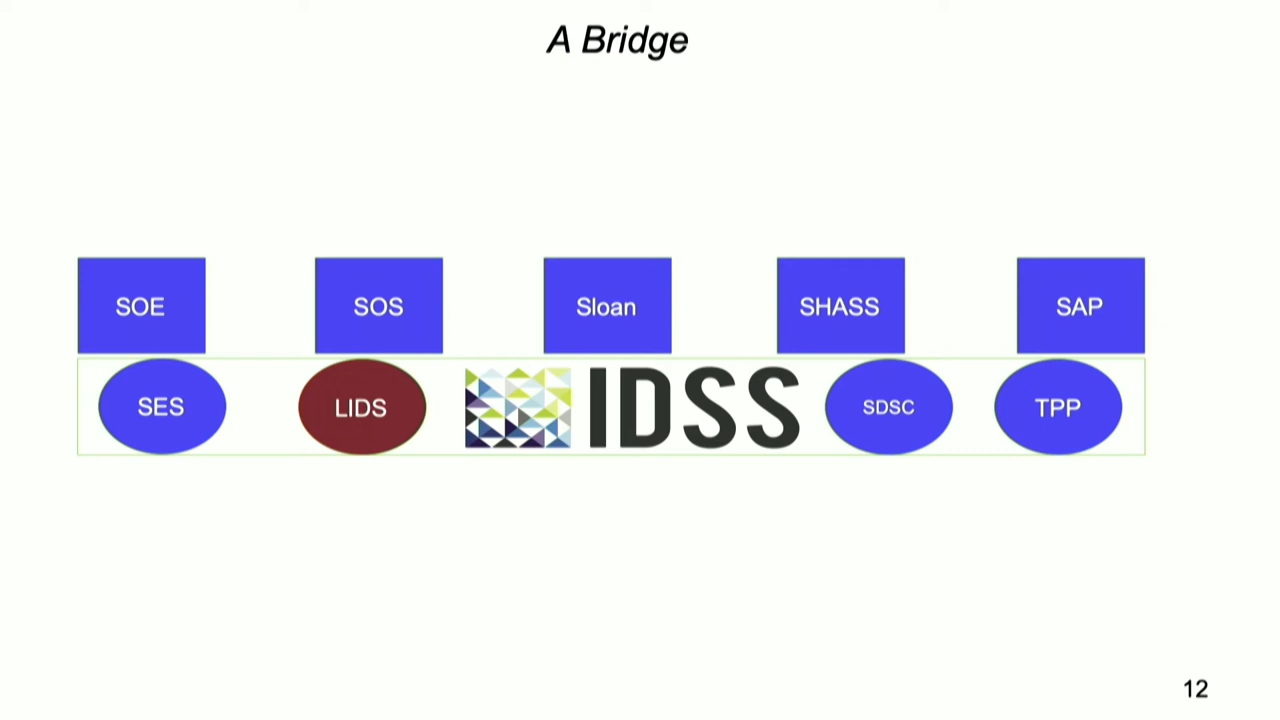 A Bridge
SOE
SOS
Sloan
SHASS
SAP
SES
LIDS
IDSS
SDSC
TPP
12